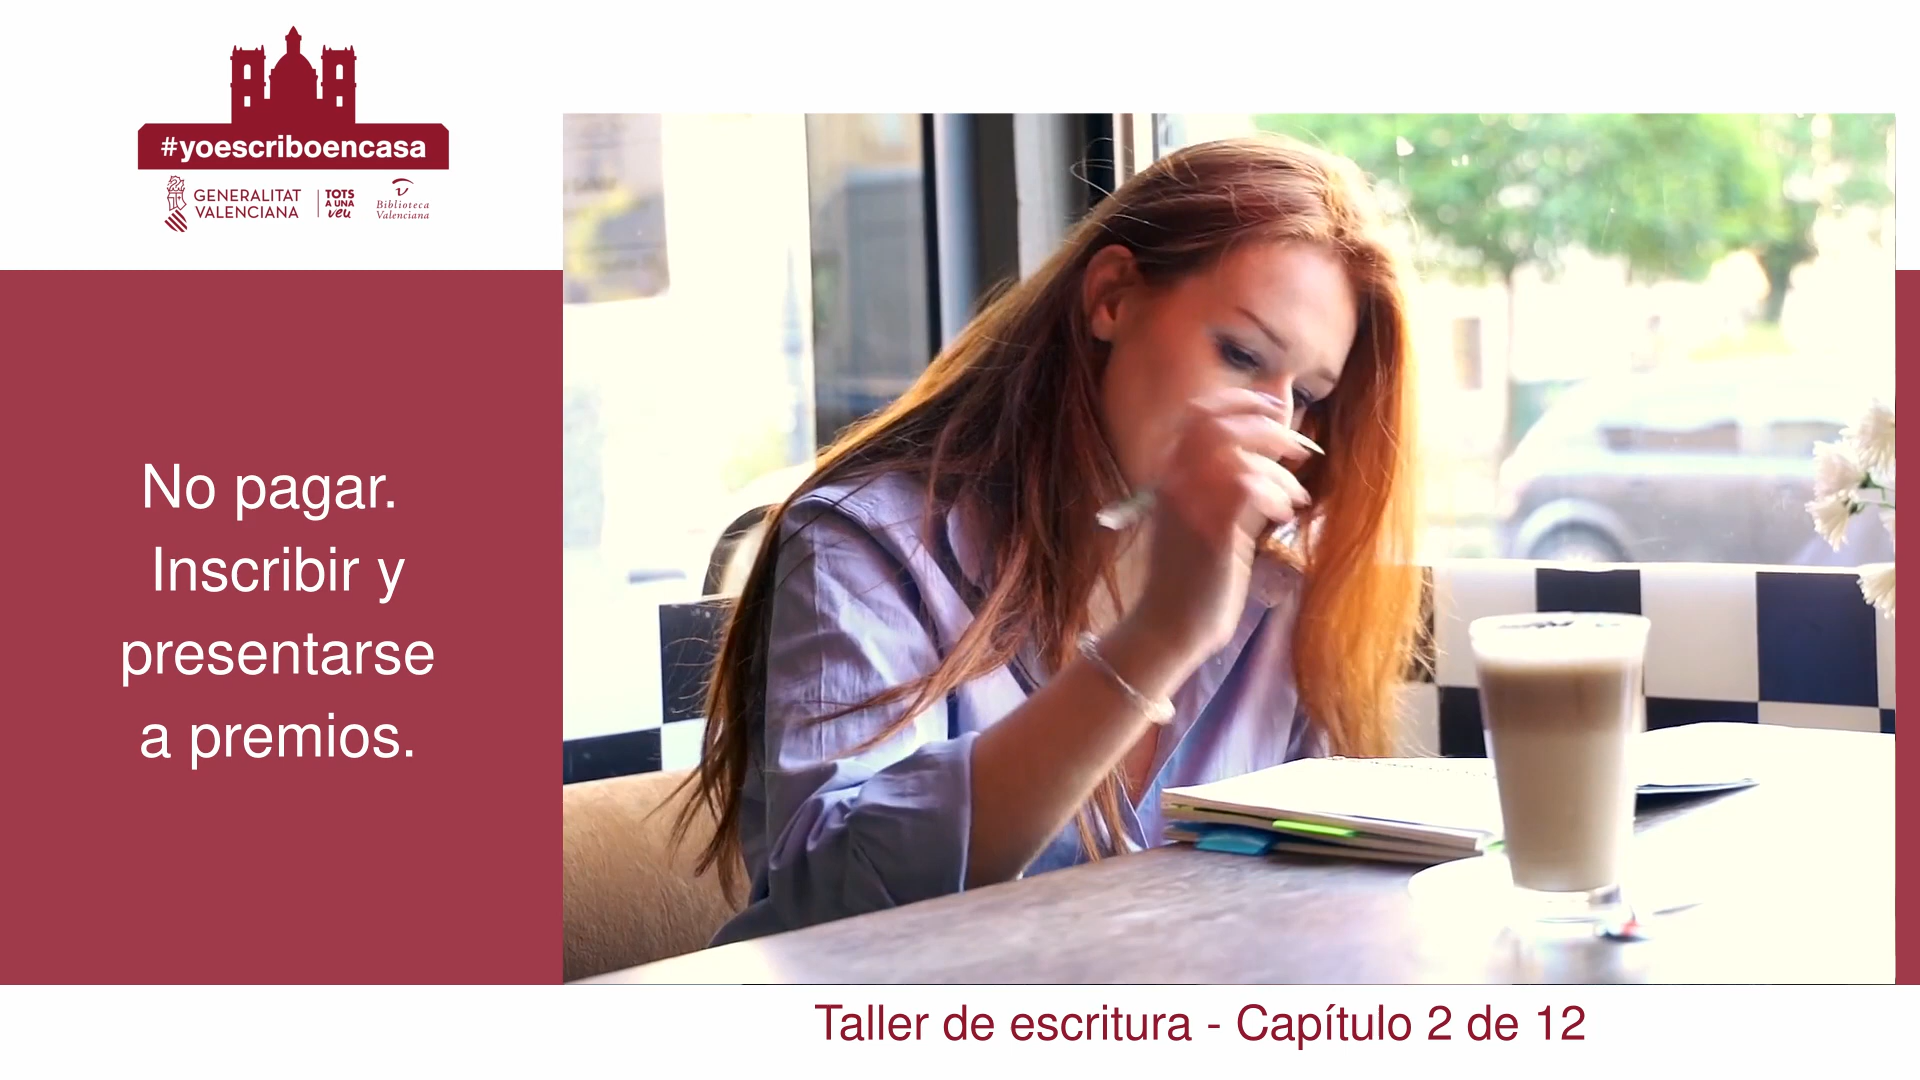 #yoescriboencasa
GENERALITAT
VALENCIANA
TOTS
A UNA
veu
Biblioteca
Valenciana
No pagar.
Inscribir y
presentarse
a premios.
Taller de escritura - Capítulo 2 de 12